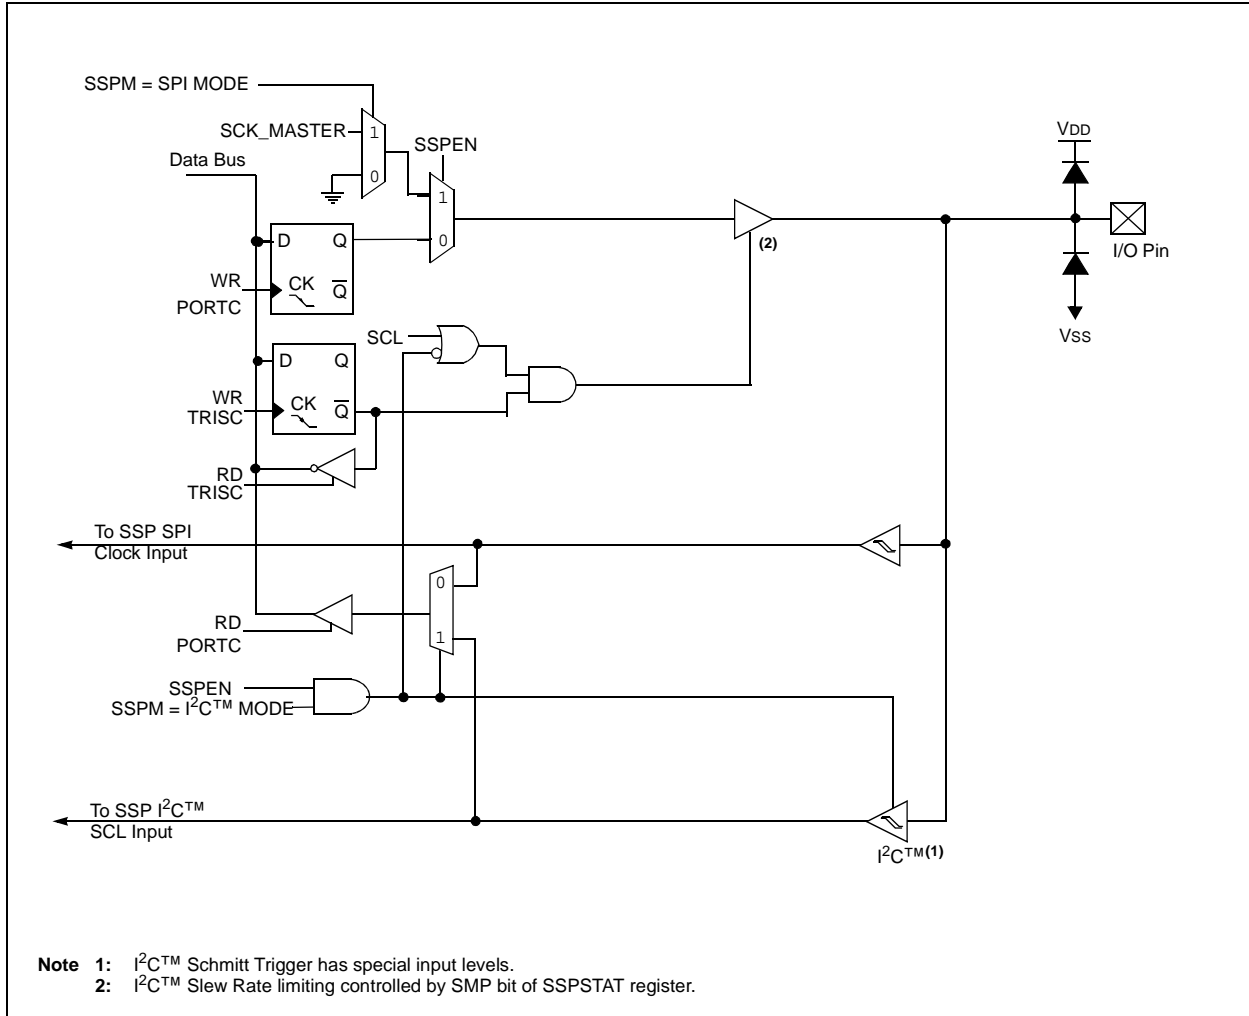 SSPM = SPI MODE
SCK_MASTER
1
SSPEN
VDD
Data Bus
0
1
D
Q
0
(2)
I/O Pin
WR
PORTC
CK
Q
SCL
VSS
D
Q
WR
TRISC
CK
Q
RD
TRISC
To SSP SPI
Clock Input
0
RD
PORTC
1
SSPEN
SSPM = I²C™ MODE
To SSP I²C™
SCL Input
I²C™(1)
Note 1: I²C™ Schmitt Trigger has special input levels.
2: I²C™ Slew Rate limiting controlled by SMP bit of SSPSTAT register.